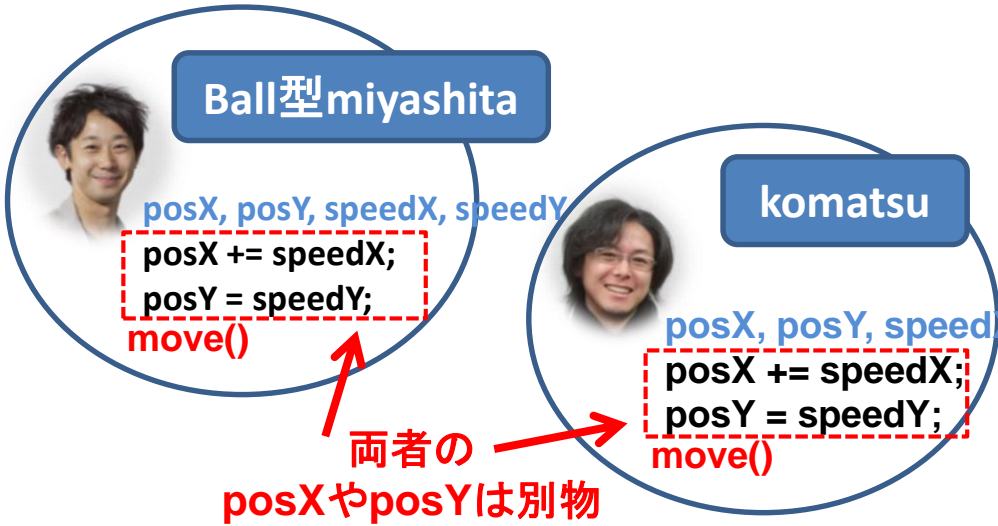 Ball型miyashita
posX, posY, speedX, speedY
posX += speedX;
posY = speedY;
move()
komatsu
posX, posY, speedX
posX += speedX;
posY = speedY;
move()
両者の
posXやposYは別物